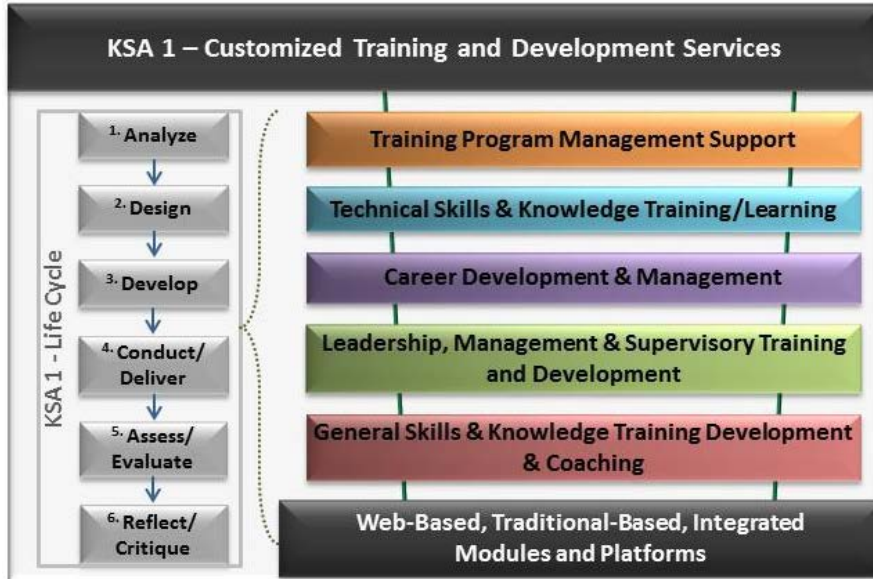 KSA 1 – Customized Training and Development Services
KSA 1 - Life Cycle
1. Analyze
2. Design
3. Develop
4. Conduct/
Deliver
5. Assess/
Evaluate
6. Reflect/
Critique
Training Program Management Support
Technical Skills & Knowledge Training/Learning
Career Development & Management
Leadership, Management & Supervisory Training
and Development
General Skills & Knowledge Training Development
& Coaching
Web-Based, Traditional-Based, Integrated
Modules and Platforms